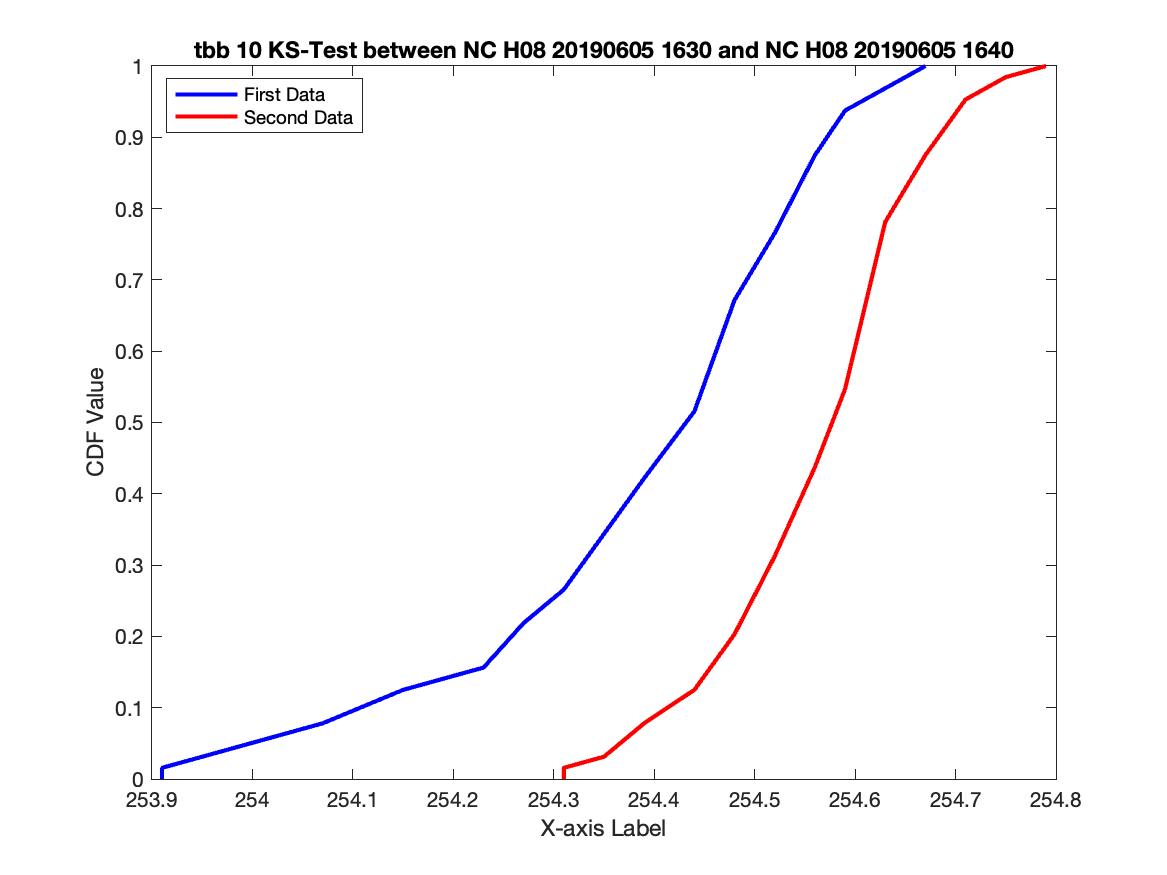 tbb 10 KS-Test between NC H08 20190605 1630 and NC H08 20190605 1640
First Data
Second Data
CDF Value
1
0.9
0.8
0.7
0.6
0.5
0.4
0.3
0.2
0.1
0
253.9 254 254.1 254.2 254.3 254.4 254.5 254.6 254.7 254.8
X-axis Label